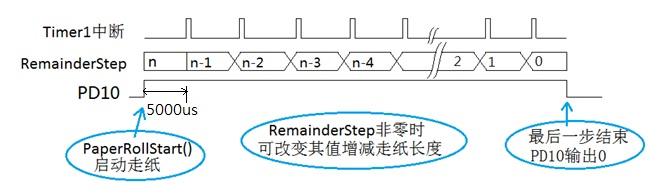 Timer1中断
RemainderStep n n-1 n-2 n-3 n-4 2 1 0
PD10
5000us
PaperRollStart()
启动走纸
RemainderStep非零时
可改变其值增减走纸长度
最后一步结束
PD10输出0